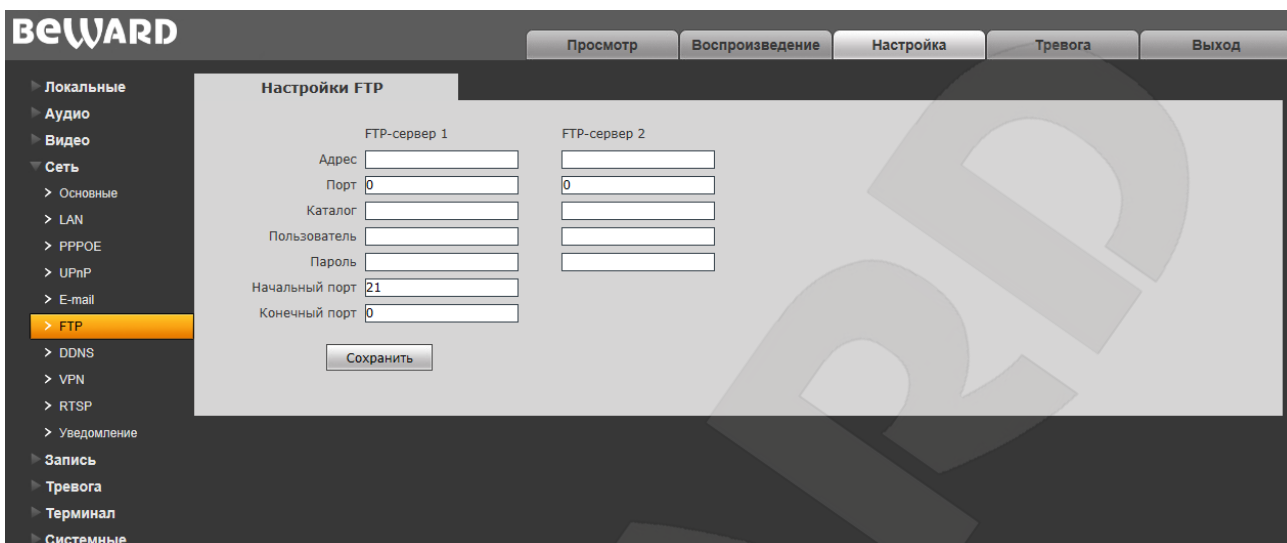 BEWARD
Просмотр Воспроизведение Настройка Тревога Выход
Локальные
Аудио
Видео
Сеть
Основные
LAN
PPPOE
UPnP
E-mail
FTP
DDNS
VPN
RTSP
Уведомление
Запись
Тревога
Терминал
Системные
Настройки FTP
FTP-сервер 1 FTP-сервер 2
Адрес
Порт 0 0
Каталог
Пользователь
Пароль
Начальный порт 21
Конечный порт 0
Сохранить
RD